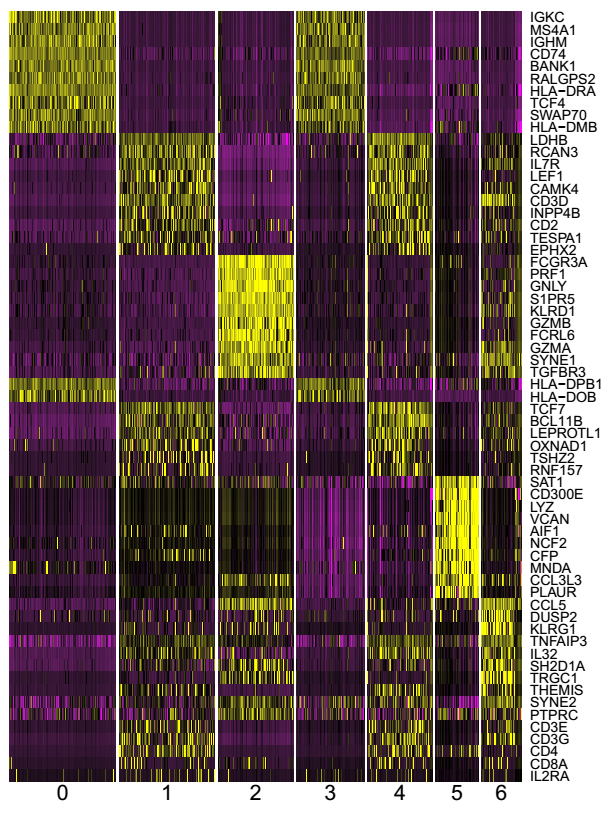 IGKC
MS4A1
IGHM
CD74
BANK1
RALGPS2
HLA−DRA
TCF4
SWAP70
HLA−DMB
LDHB
RCAN3
IL7R
LEF1
CAMK4
CD3D
INPP4B
CD2
TESPA1
EPHX2
FCGR3A
PRF1
GNLY
S1PR5
KLRD1
GZMB
FCRL6
GZMA
SYNE1
TGFBR3
HLA−DPB1
HLA−DOB
TCF7
BCL11B
LEPROTL1
OXNAD1
TSHZ2
RNF157
SAT1
CD300E
LYZ
VCAN
AIF1
NCF2
CFP
MNDA
CCL3L3
PLAUR
CCL5
DUSP2
KLRG1
TNFAIP3
IL32
SH2D1A
TRGC1
THEMIS
SYNE2
PTPRC
CD3E
CD3G
CD4
CD8A
IL2RA
0 1 2 3 4 5 6